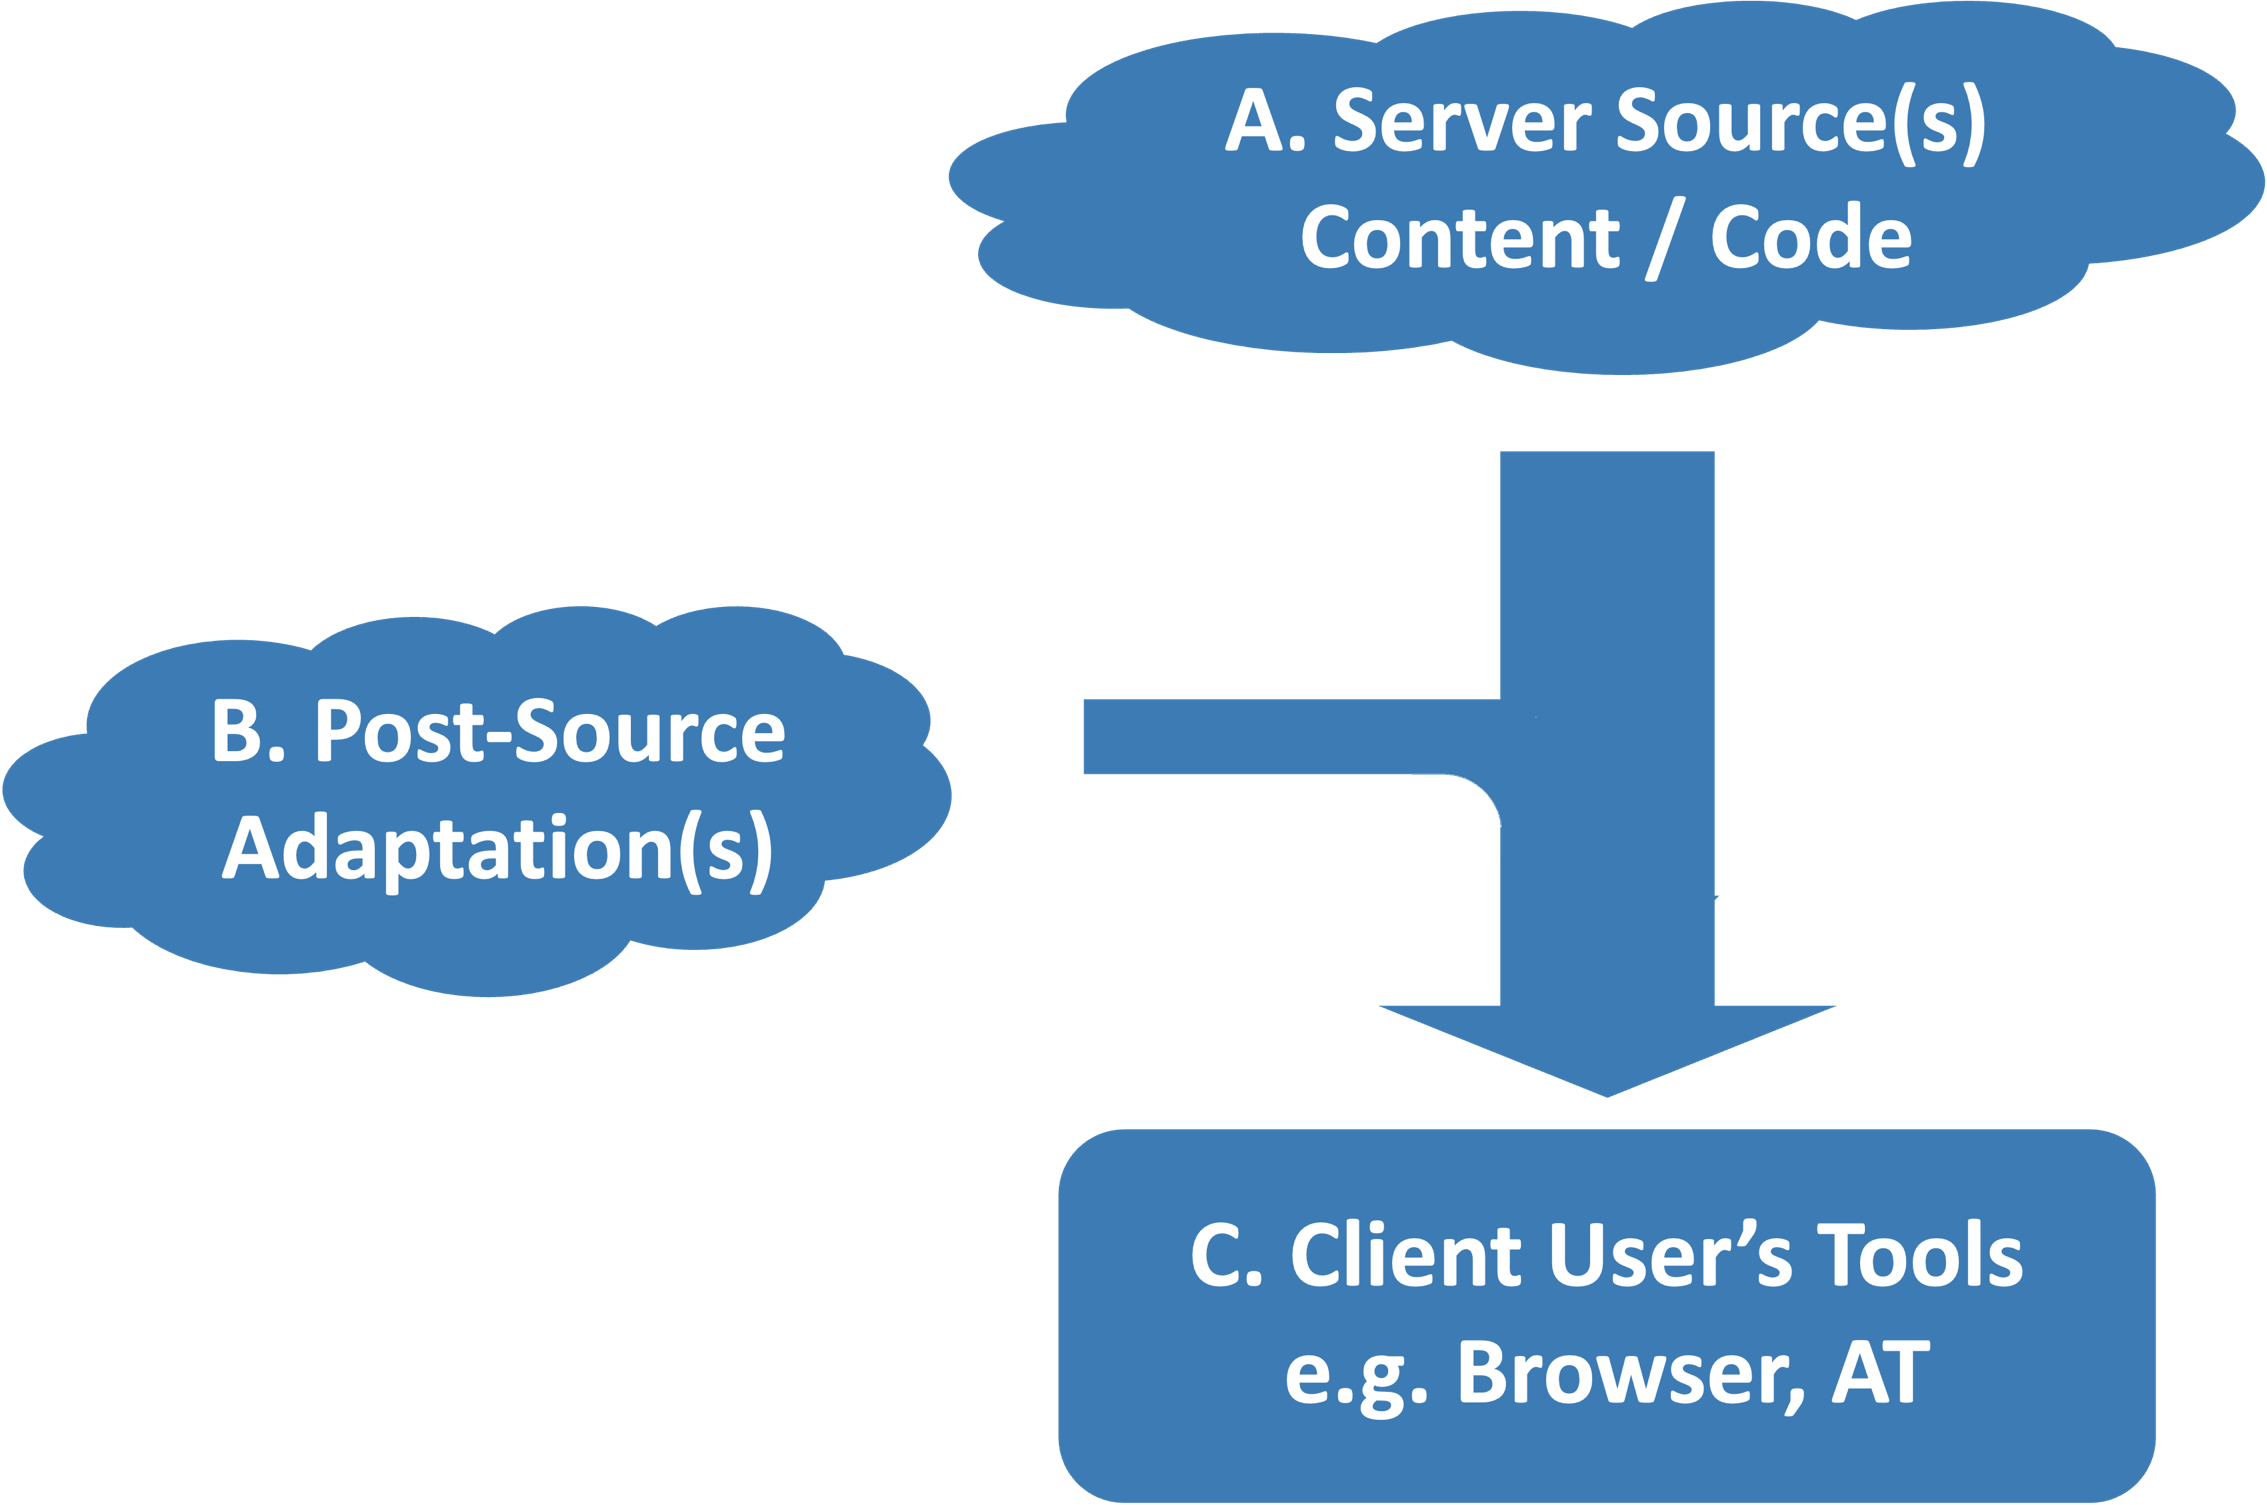 A. Server Source(s)
Content / Code
B. Post-Source
Adaptation(s)
C. Client User’s Tools
e.g. Browser, AT